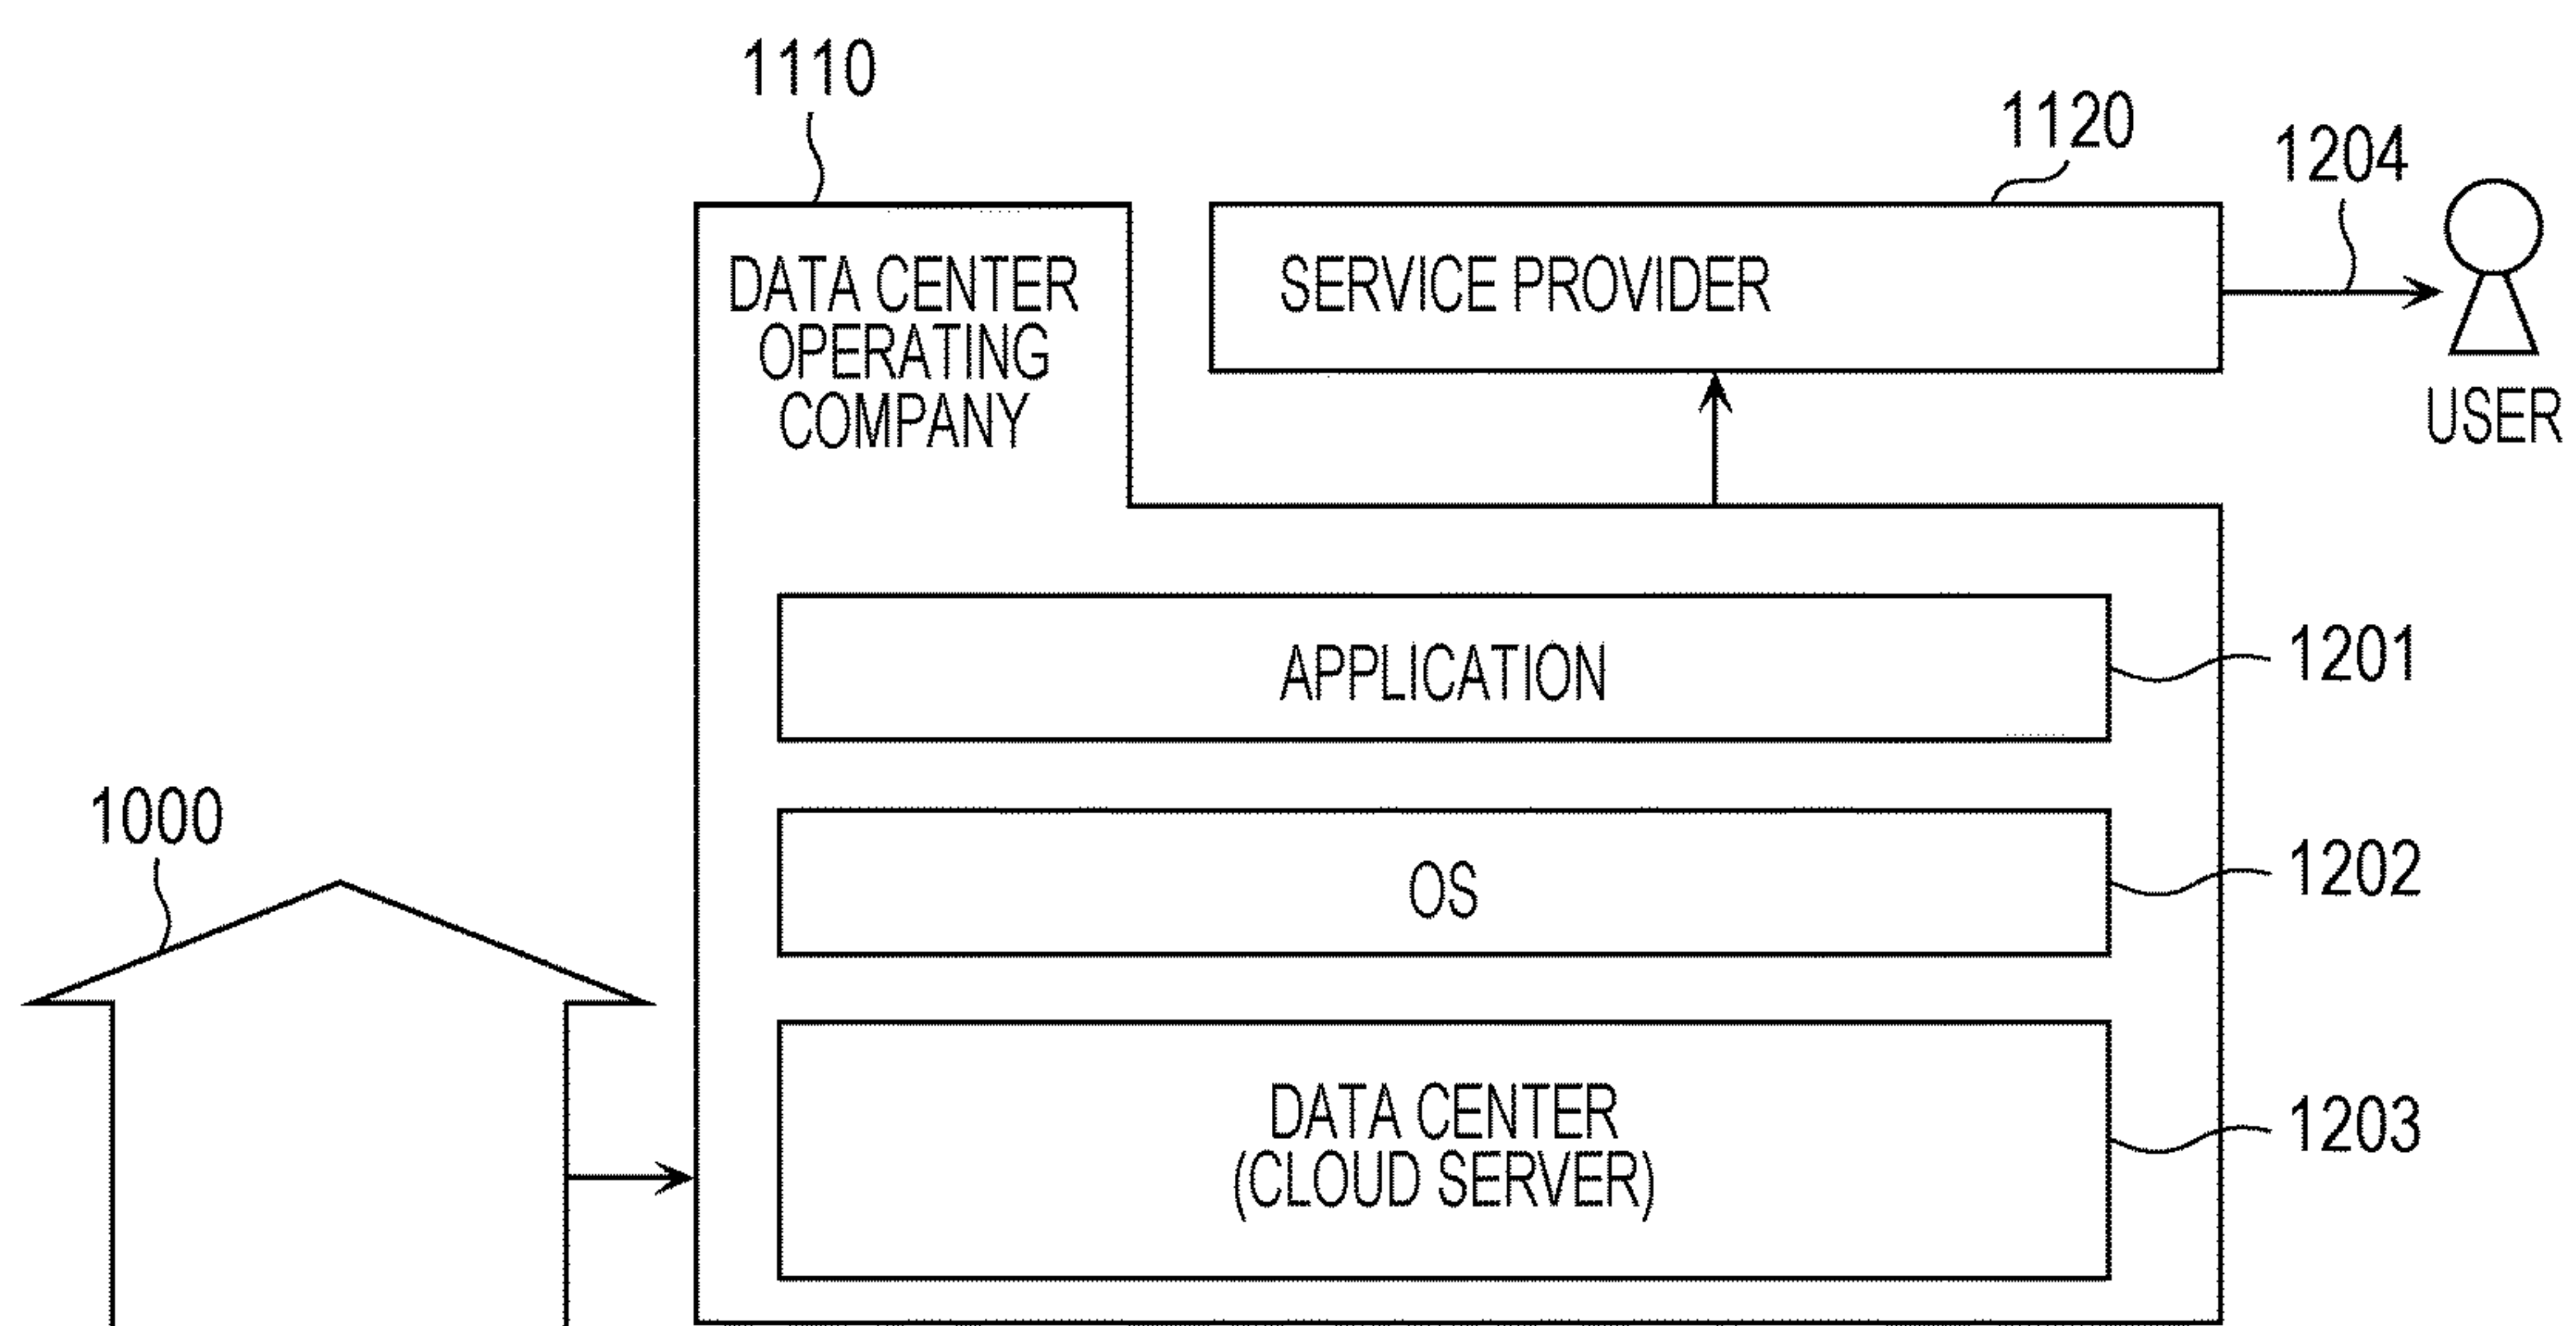 1110
1120
1204
DATA CENTER
OPERATING
COMPANY
SERVICE PROVIDER
USER
APPLICATION
1201
1000
OS
1202
DATA CENTER
(CLOUD SERVER)
1203